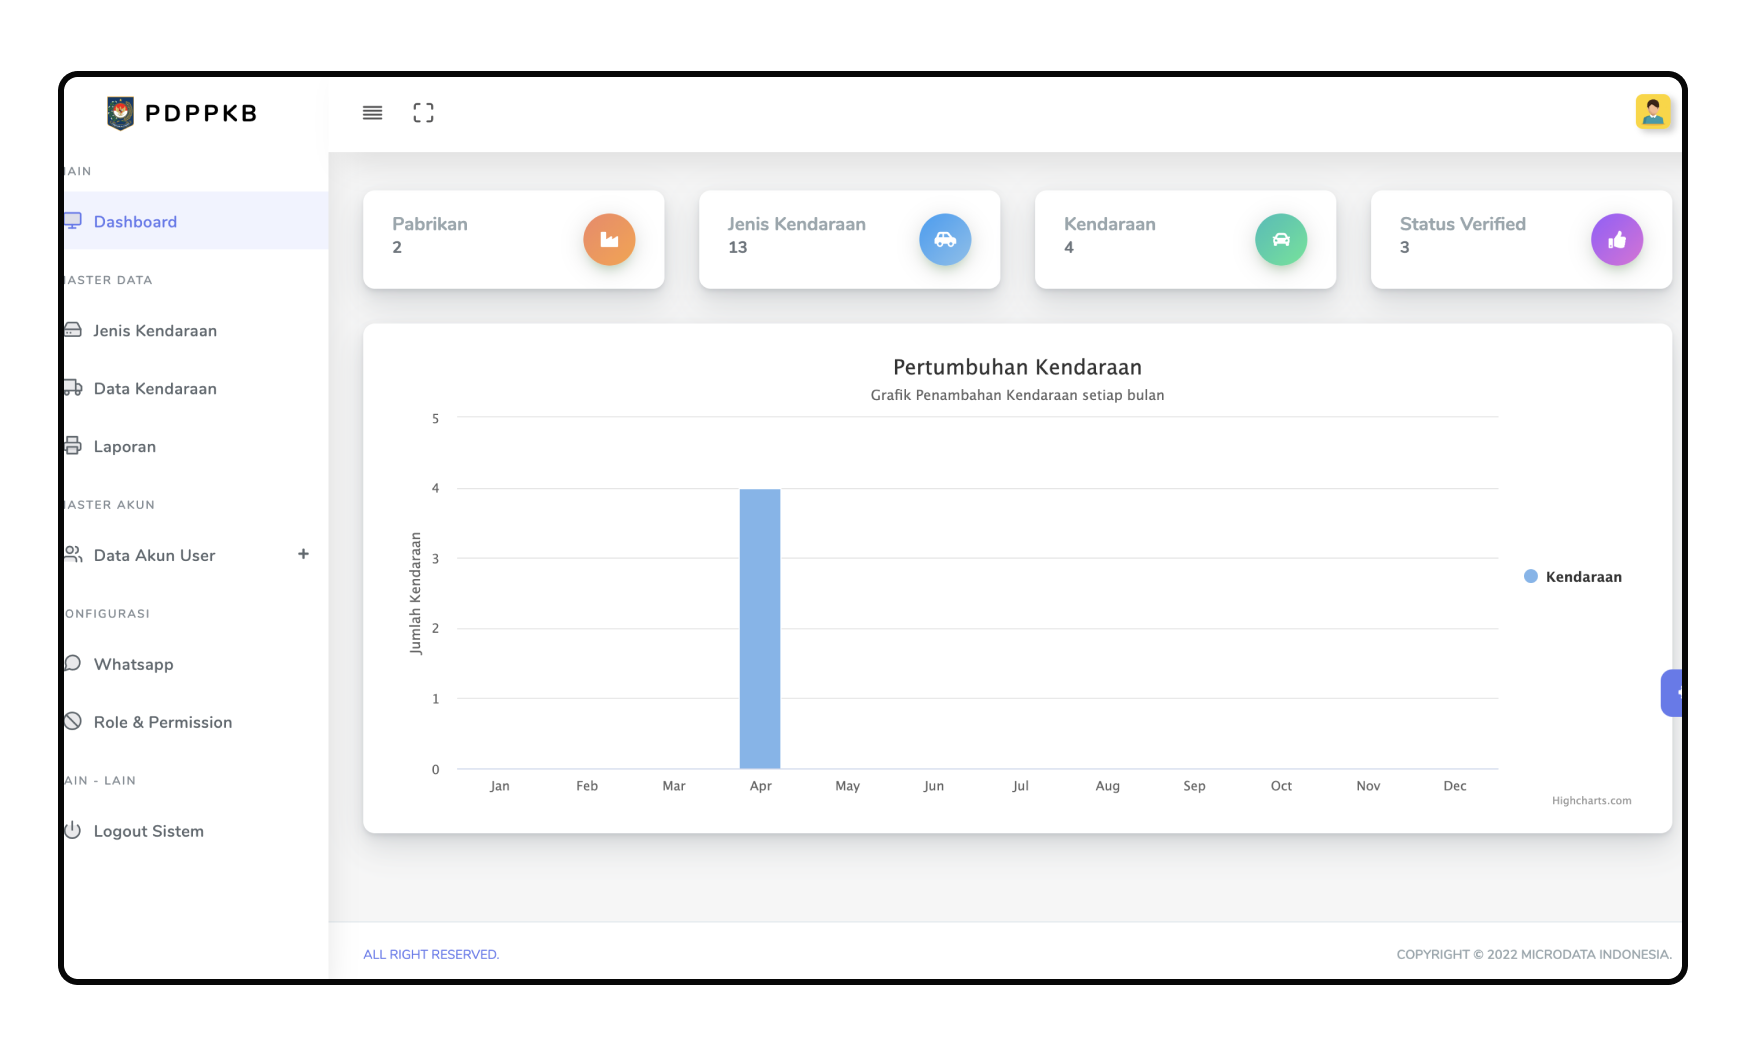 PDPPKB
AIN
Dashboard
ASTER DATA
Jenis Kendaraan
Data Kendaraan
Laporan
ASTER AKUN
Data Akun User +
ONFIGURASI
Whatsapp
Role & Permission
AIN - LAIN
Logout Sistem
Pabrikan
2
Jenis Kendaraan
13
Kendaraan
4
Status Verified
3
Pertumbuhan Kendaraan
Grafik Penambahan Kendaraan setiap bulan
Jumlah Kendaraan
5
4
3
2
1
0
Jan Feb Mar Apr May Jun Jul Aug Sep Oct Nov Dec
Kendaraan
Highcharts.com
ALL RIGHT RESERVED.
COPYRIGHT © 2022 MICRODATA INDONESIA.